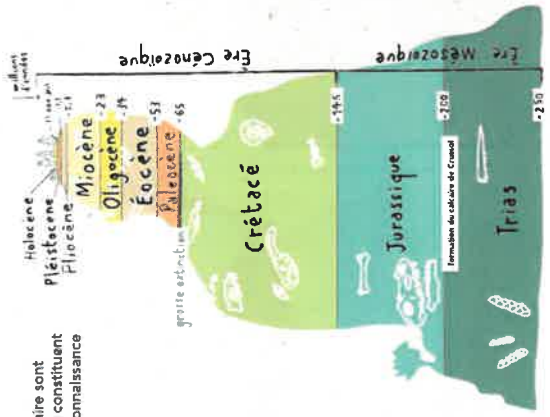 aire sont
constituent
onnaissance
millions
d'années
Holocène
Pléistocène
Pliocène
Miocène
-23
Oligocène
-34
Éocène
-53
Paléocène
-65
grosse extinction
Crétacé
-145
Jurassique
-200
Formation du calcaire de Crussol
Trias
-250
Ère Cénozoïque
Ère Mésozoïque